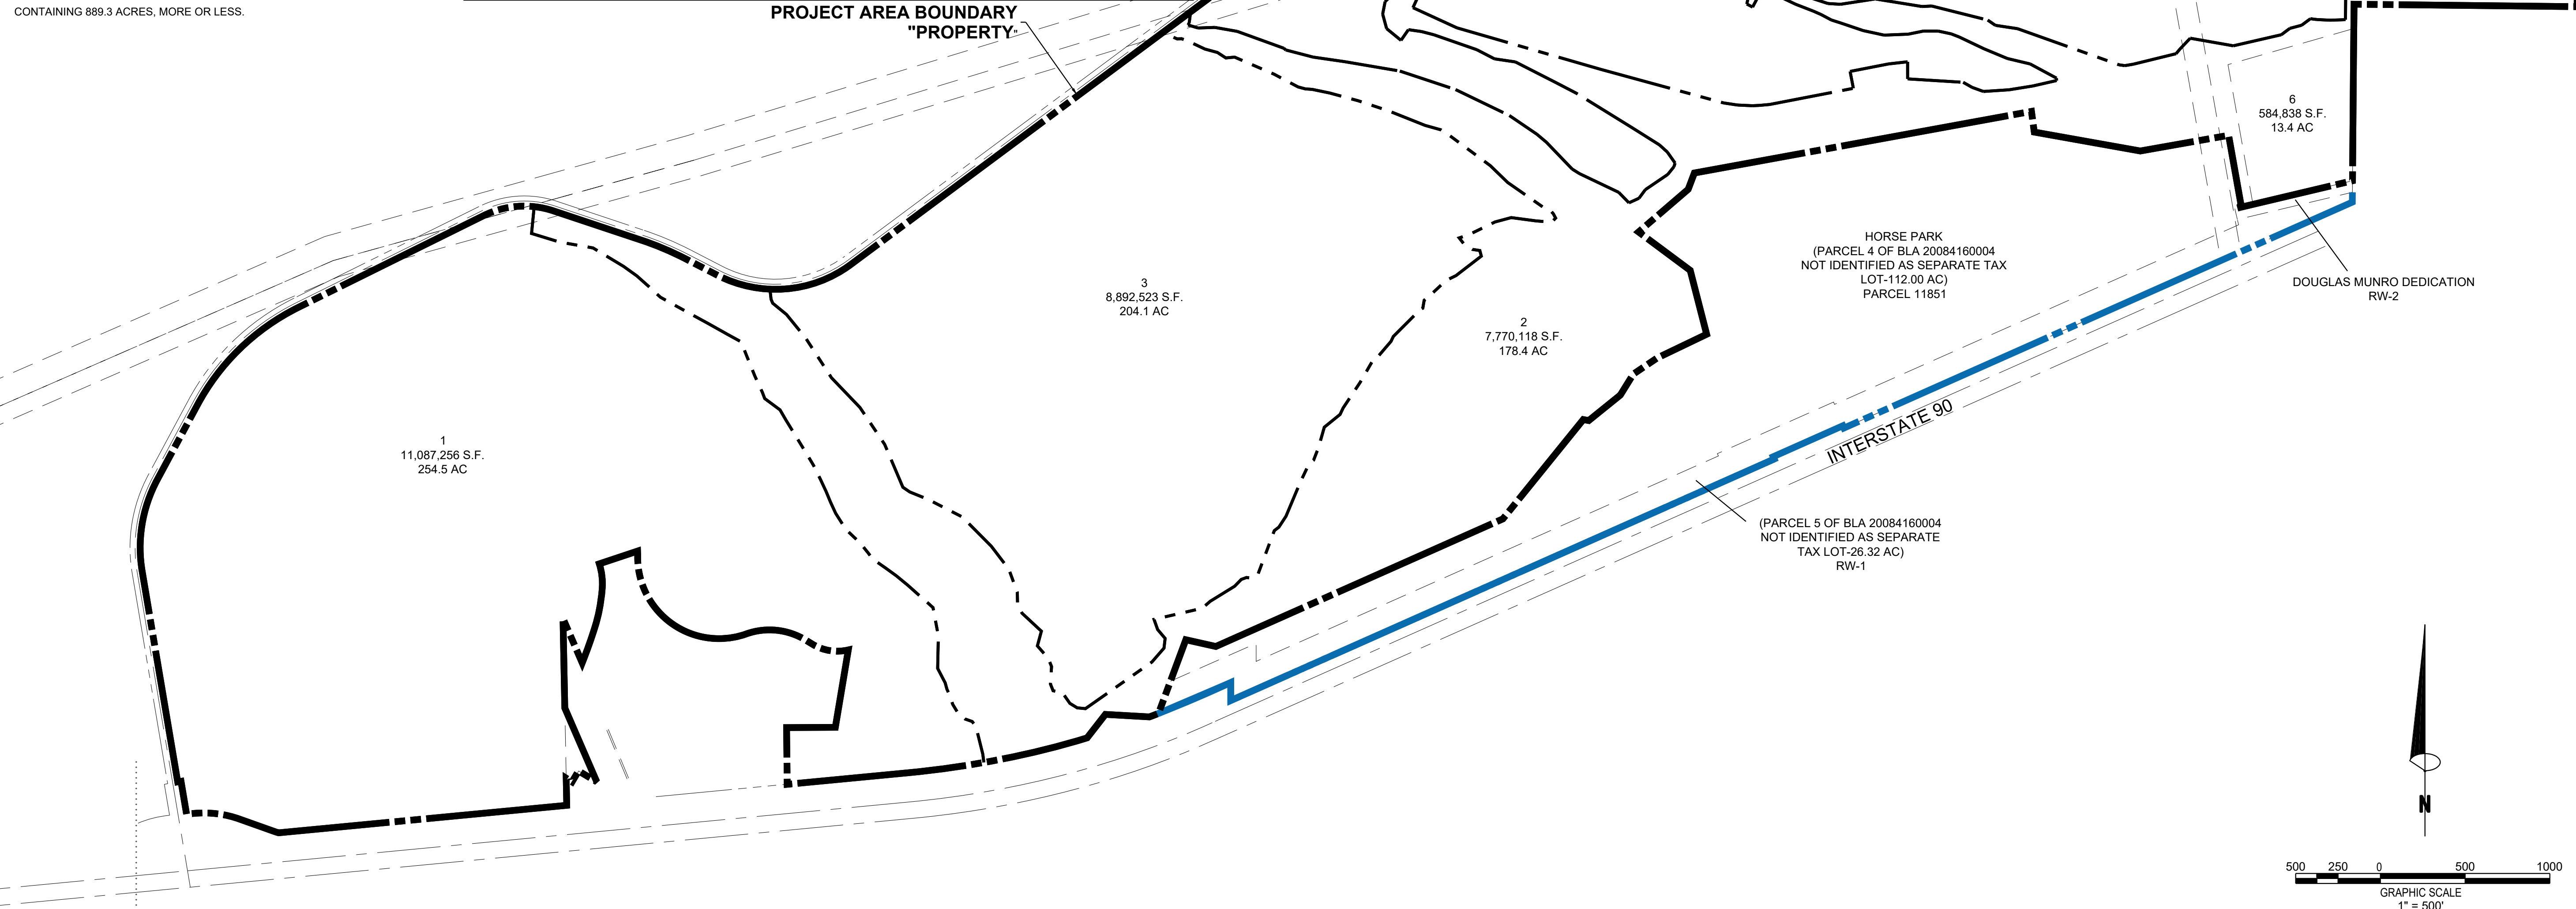 CONTAINING 889.3 ACRES, MORE OR LESS.
PROJECT AREA BOUNDARY
"PROPERTY"
6
584,838 S.F.
13.4 AC
HORSE PARK
(PARCEL 4 OF BLA 20084160004
NOT IDENTIFIED AS SEPARATE TAX
LOT-112.00 AC)
PARCEL 11851
DOUGLAS MUNRO DEDICATION
RW-2
3
8,892,523 S.F.
204.1 AC
2
7,770,118 S.F.
178.4 AC
1
11,087,256 S.F.
254.5 AC
INTERSTATE 90
(PARCEL 5 OF BLA 20084160004
NOT IDENTIFIED AS SEPARATE
TAX LOT-26.32 AC)
RW-1
N
500 250 0 500 1000
GRAPHIC SCALE
1" = 500'